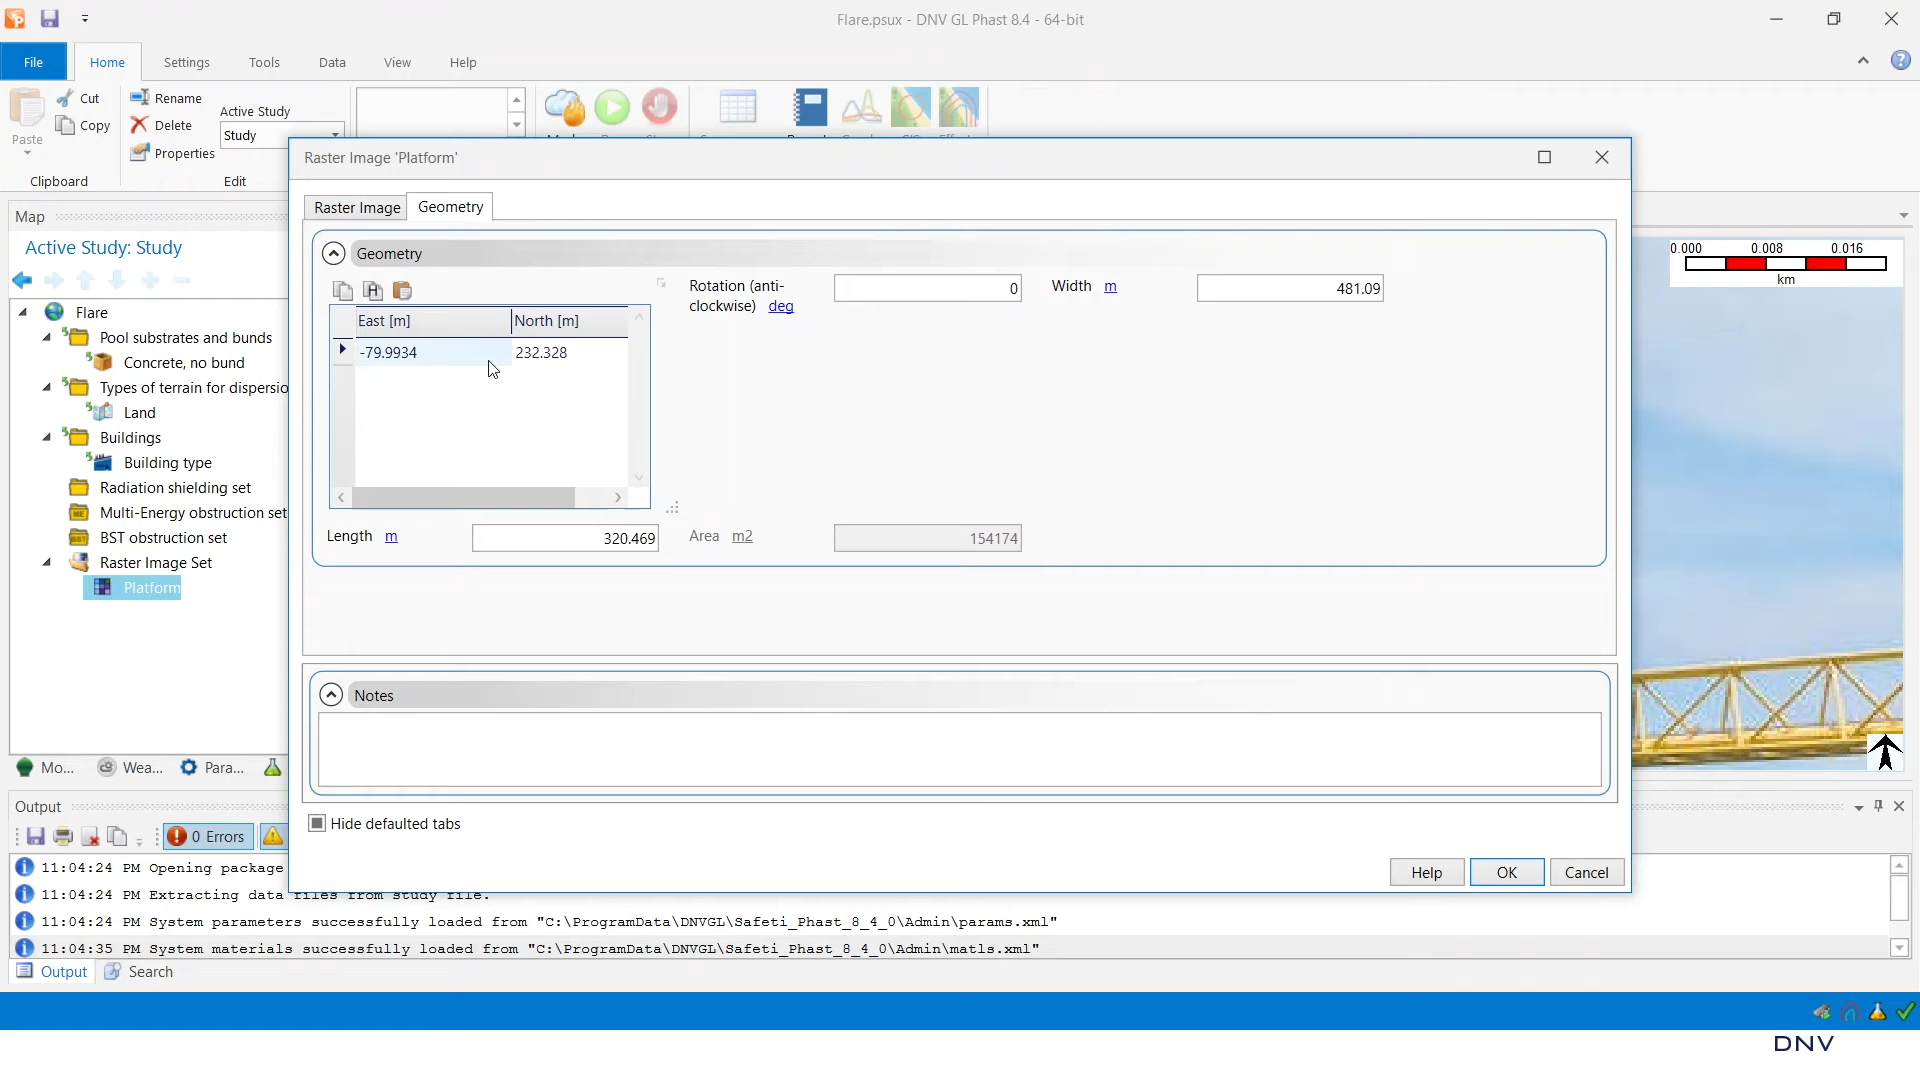 Flare.psux - DNV GL Phast 8.4 - 64-bit
File Home Settings Tools Data View Help
Paste
Cut
Copy
Clipboard
Rename
Delete
Properties
Active Study
Study
Edit
Map
Active Study: Study
Flare
Pool substrates and bunds
Concrete, no bund
Types of terrain for dispersio
Land
Buildings
Building type
Radiation shielding set
Multi-Energy obstruction set
BST obstruction set
Raster Image Set
Platform
Mo... Wea... Para...
Raster Image 'Platform'
Raster Image Geometry
Geometry
East [m] North [m]
-79.9934 232.328
Rotation (anti-
clockwise) deg 0
Width m 481.09
Length m 320.469
Area m2 154174
Notes
Hide defaulted tabs
Help OK Cancel
0.000 0.008 0.016
km
Output
0 Errors
11:04:24 PM Opening package
11:04:24 PM Extracting data files from study file.
11:04:24 PM System parameters successfully loaded from "C:\ProgramData\DNVGL\Safeti_Phast_8_4_0\Admin\params.xml"
11:04:35 PM System materials successfully loaded from "C:\ProgramData\DNVGL\Safeti_Phast_8_4_0\Admin\matls.xml"
Output Search
DNV